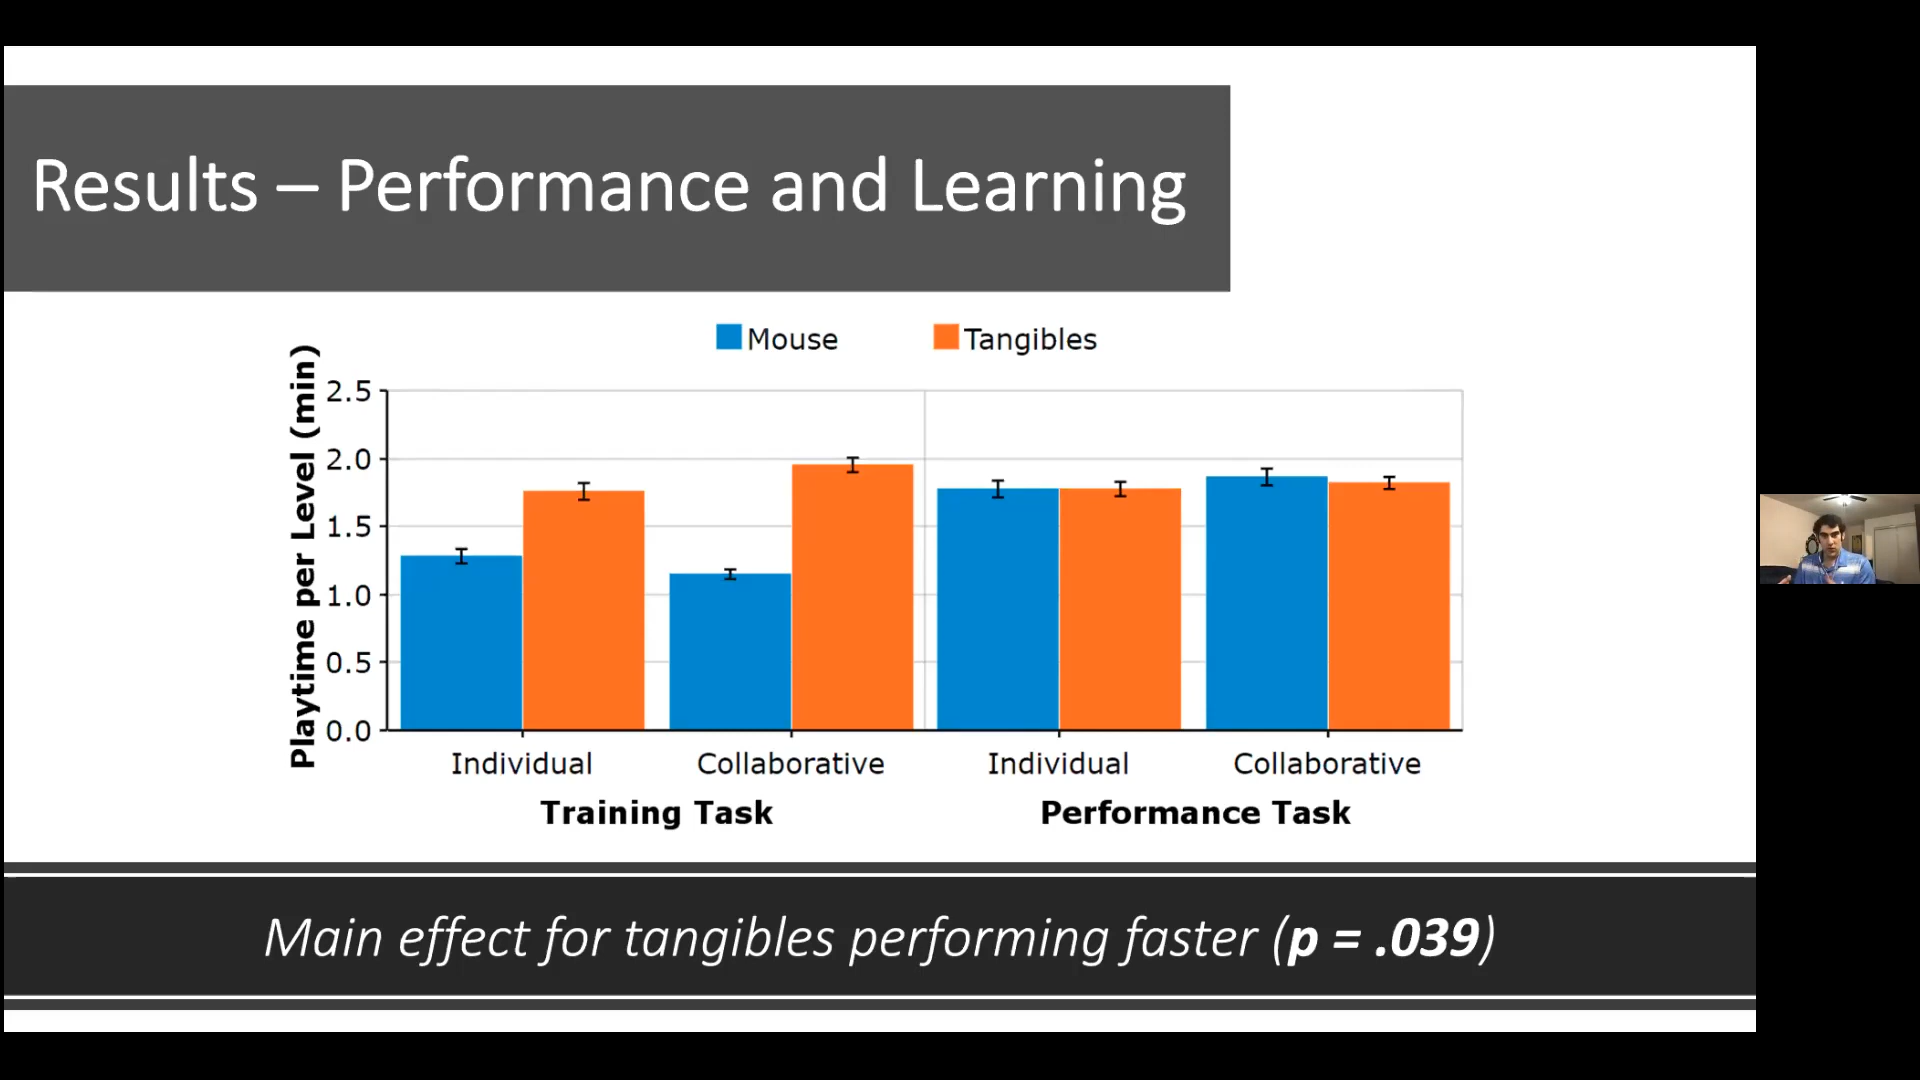 Results – Performance and Learning
Mouse Tangibles
Playtime per Level (min)
2.5
2.0
1.5
1.0
0.5
0.0
Individual Collaborative Individual Collaborative
Training Task Performance Task
Main effect for tangibles performing faster (p = .039)